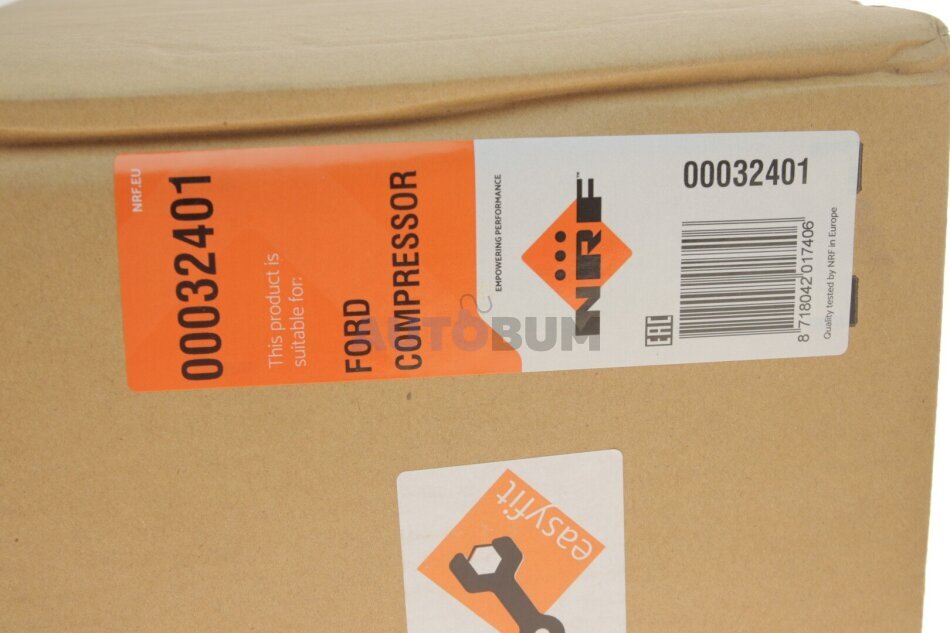 NRF.EU
00032401
This product is
suitable for:
FORD
COMPRESSOR
EMPOWERING PERFORMANCE
NRF™
00032401
EAC
8 718042 017406
Quality tested by NRF in Europe
AUTOBUM
easyfit